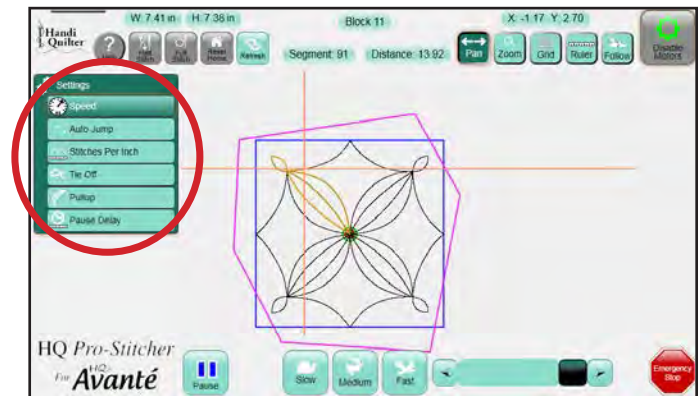 W: 7.41 in H: 7.38 in Block 11 X: -1.17 Y: 2.70
Handi Quilter
Refresh Segment: 91 Distance: 13.92 Pan Zoom Grid Ruler Follow Disable Motors
Settings
Speed
Auto Jump
Stitches Per Inch
Tie Off
Pullup
Pause Delay
HQ Pro-Stitcher
For HQ Avanté
Pause Slow Medium Fast Emergency Stop